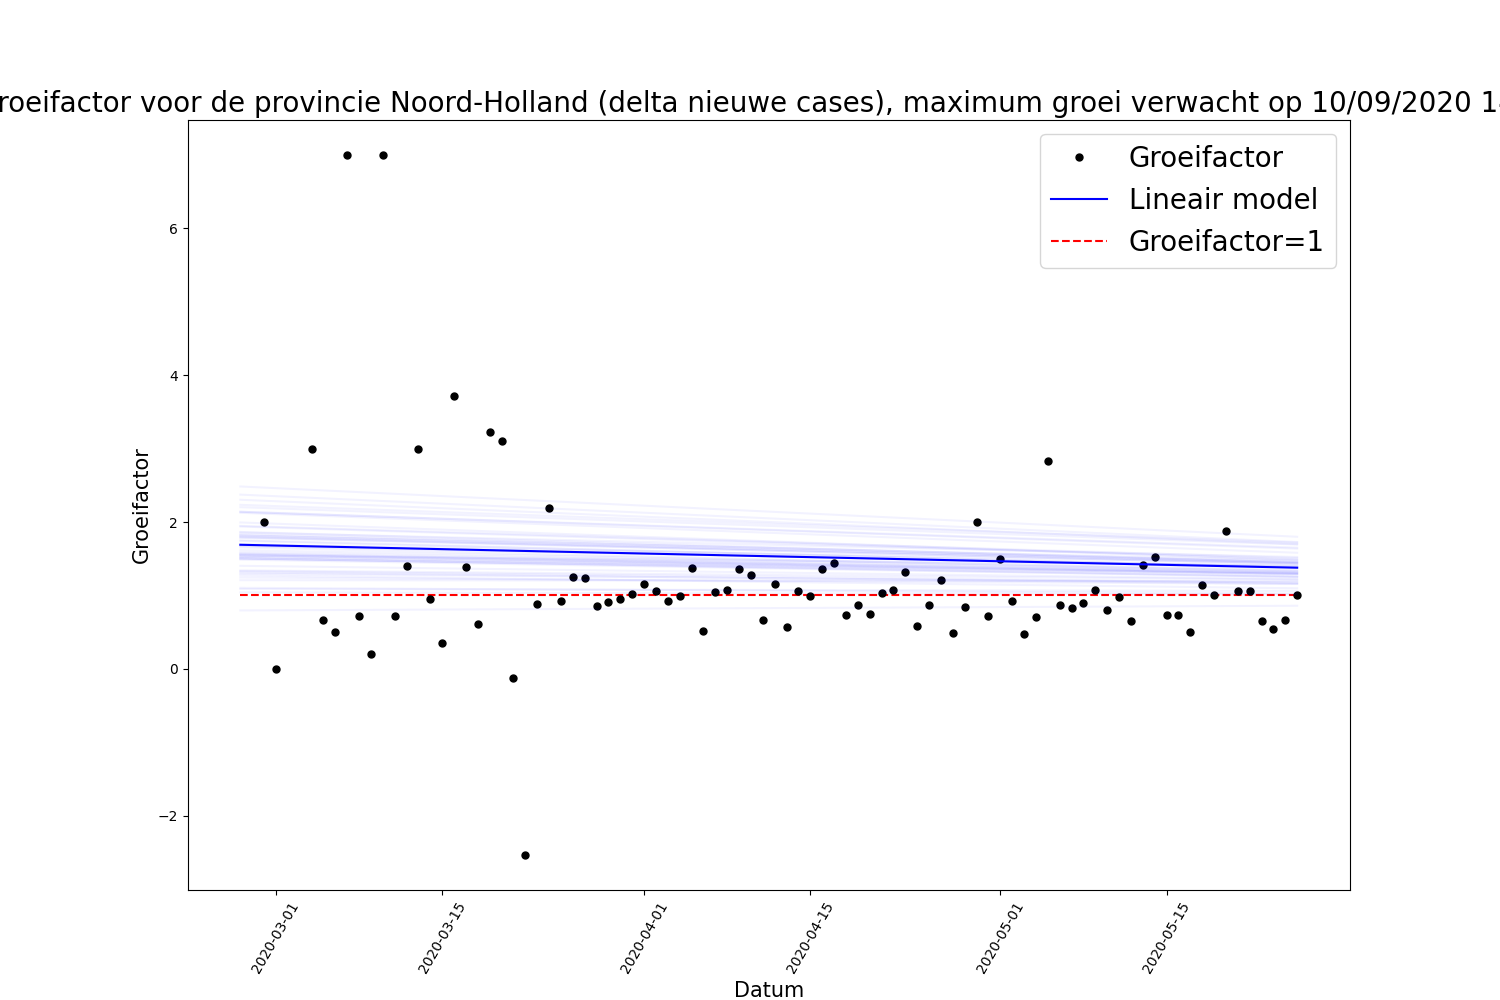 roeifactor voor de provincie Noord-Holland (delta nieuwe cases), maximum groei verwacht op 10/09/2020
Groeifactor
Lineair model
Groeifactor=1
Groeifactor
6
4
2
0
−2
2020-03-01
2020-03-15
2020-04-01
2020-04-15
2020-05-01
2020-05-15
Datum